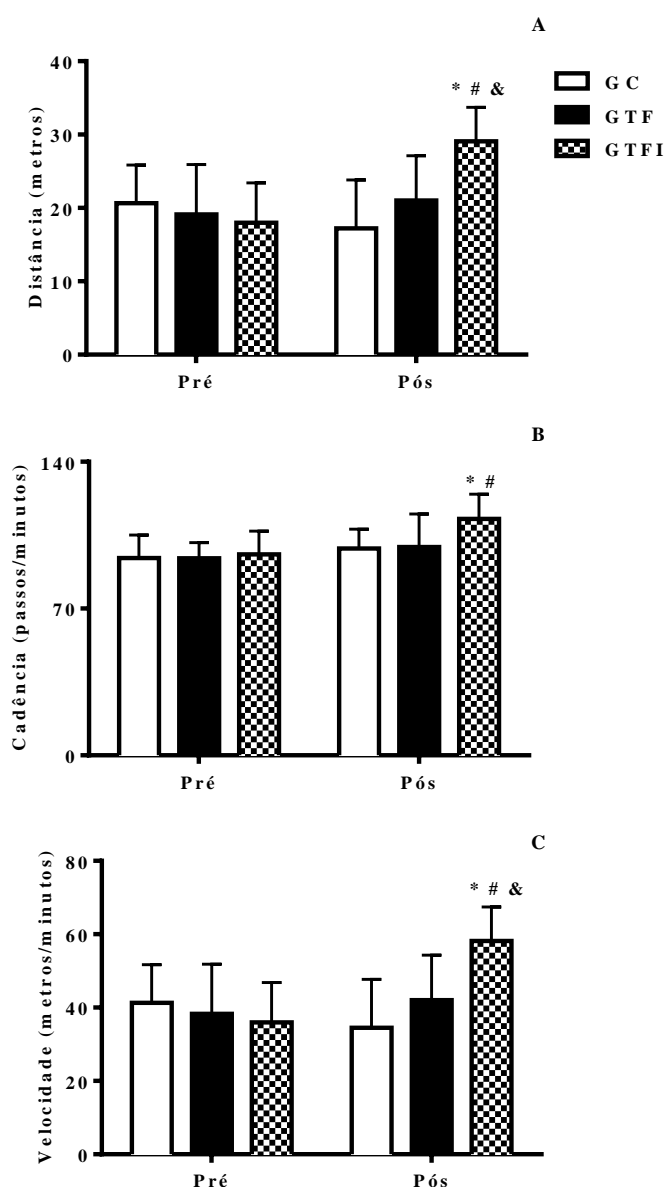 A
Distância (metros)
40
30
20
10
0
* # &
GC
GTF
GTFI
Pré
Pós
B
Cadência (passos/minutos)
140
70
0
* #
Pré
Pós
C
Velocidade (metros/minutos)
80
60
40
20
0
* # &
Pré
Pós